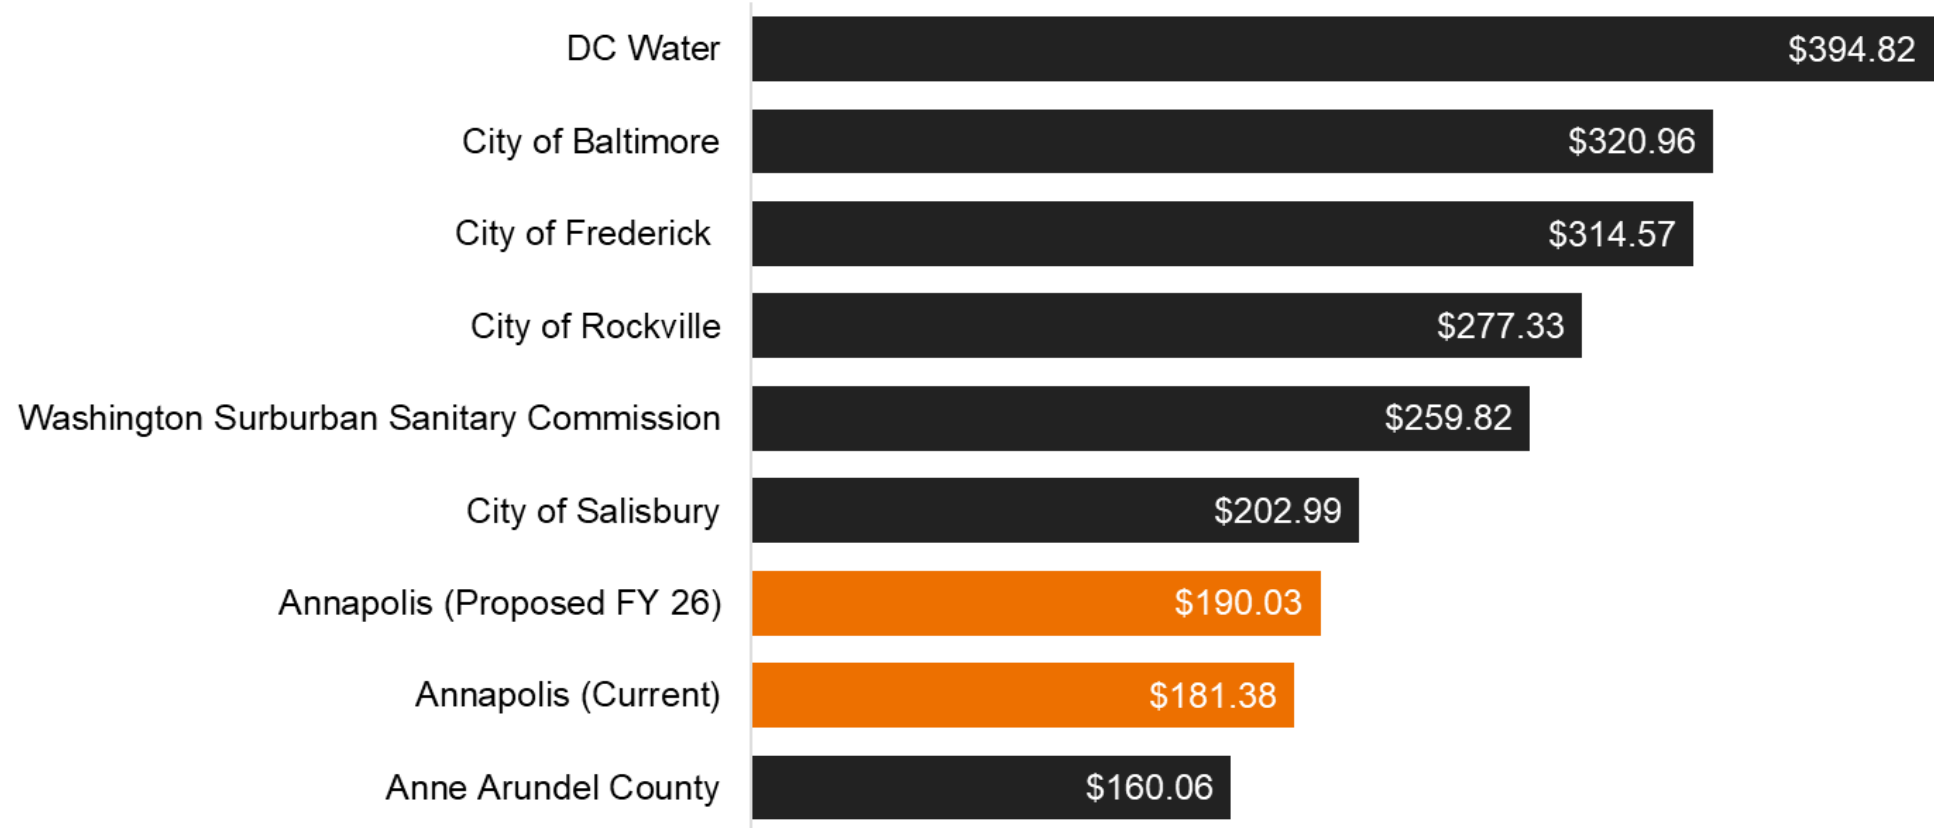 DC Water $394.82
City of Baltimore $320.96
City of Frederick $314.57
City of Rockville $277.33
Washington Surburban Sanitary Commission $259.82
City of Salisbury $202.99
Annapolis (Proposed FY 26) $190.03
Annapolis (Current) $181.38
Anne Arundel County $160.06